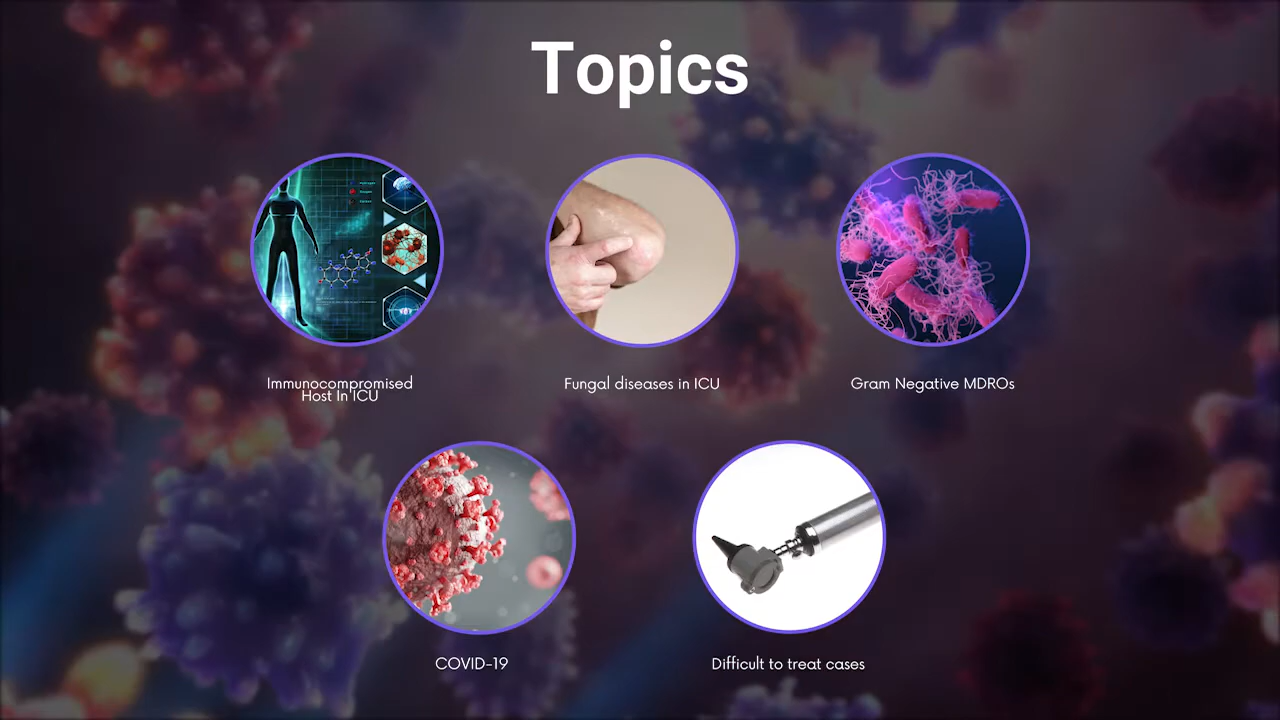 Topics
Immunocompromised
Host In ICU
Fungal diseases in ICU
Gram Negative MDROs
COVID-19
Difficult to treat cases